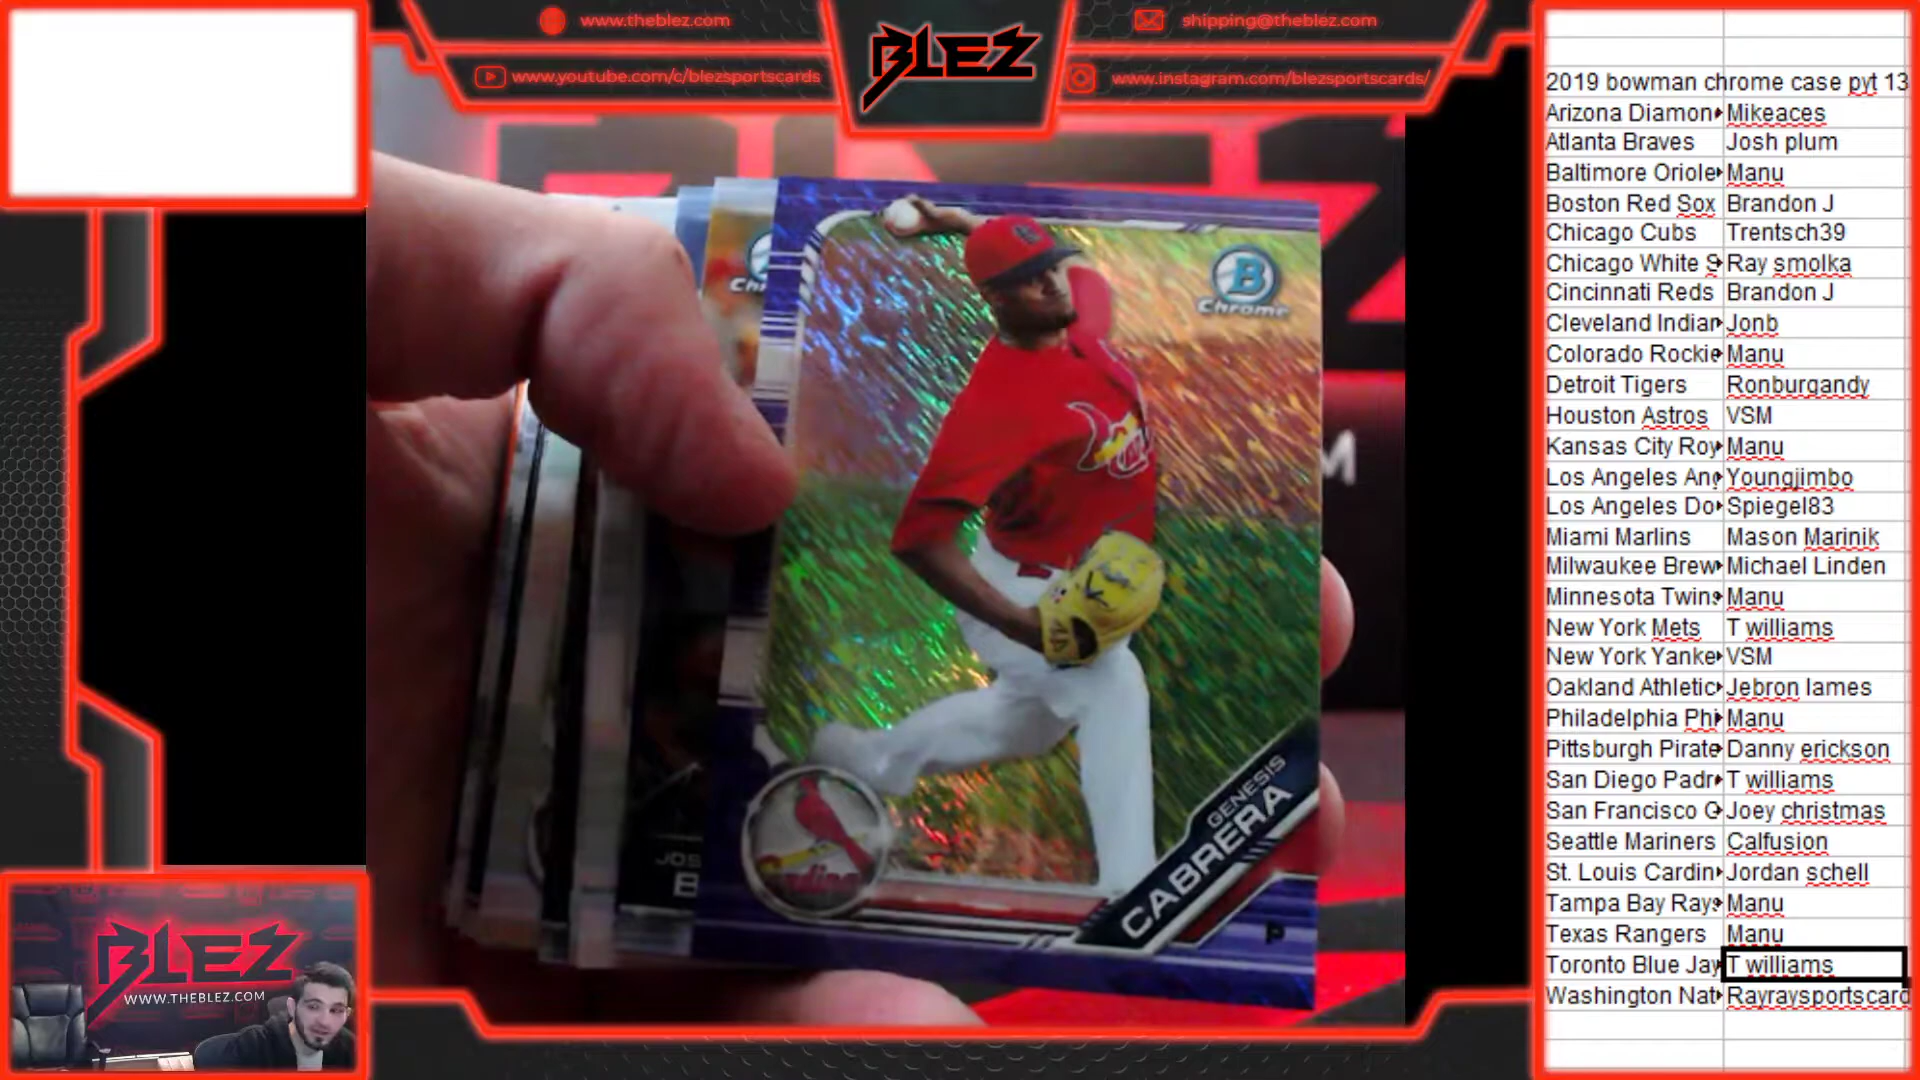 www.theblez.com
BLEZ
shipping@theblez.com
www.youtube.com/c/blezsportscards
www.instagram.com/blezsportscards/
B
Chrome
GENESIS
CABRERA
P
JOS
B
BLEZ
WWW.THEBLEZ.COM
2019 bowman chrome case pyt 13
Arizona Diamon Mikeaces
Atlanta Braves Josh plum
Baltimore Oriole Manu
Boston Red Sox Brandon J
Chicago Cubs Trentsch39
Chicago White S Ray smolka
Cincinnati Reds Brandon J
Cleveland Indian Jonb
Colorado Rockie Manu
Detroit Tigers Ronburgandy
Houston Astros VSM
Kansas City Roy Manu
Los Angeles Ang Youngjimbo
Los Angeles Do Spiegel83
Miami Marlins Mason Marinik
Milwaukee Brew Michael Linden
Minnesota Twins Manu
New York Mets T williams
New York Yanke VSM
Oakland Athletic Jebron lames
Philadelphia Phi Manu
Pittsburgh Pirate Danny erickson
San Diego Padr T williams
San Francisco G Joey christmas
Seattle Mariners Calfusion
St. Louis Cardin Jordan schell
Tampa Bay Rays Manu
Texas Rangers Manu
Toronto Blue Jay T williams
Washington Nat Rayraysportscard